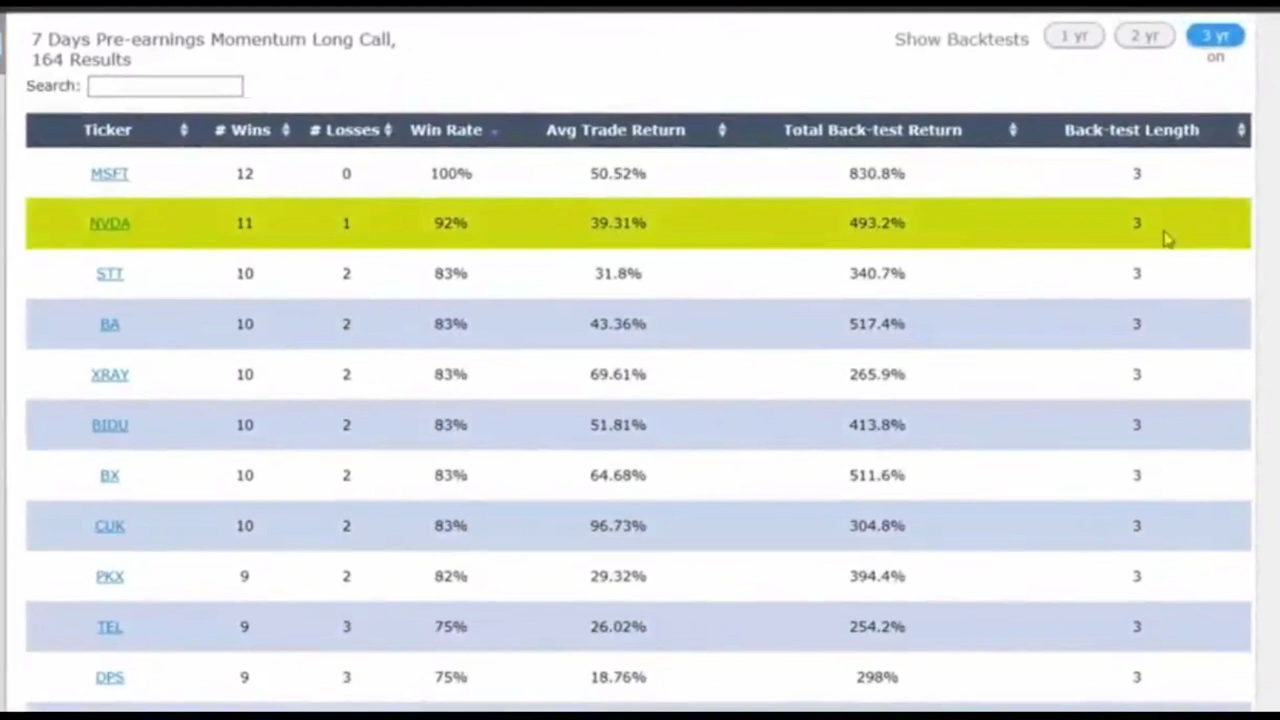 7 Days Pre-earnings Momentum Long Call,
164 Results
Show Backtests 1 yr 2 yr 3 yr
on
Search:
Ticker # Wins # Losses Win Rate Avg Trade Return Total Back-test Return Back-test Length
MSFT 12 0 100% 50.52% 830.8% 3
NVDA 11 1 92% 39.31% 493.2% 3
STT 10 2 83% 31.8% 340.7% 3
BA 10 2 83% 43.36% 517.4% 3
XRAY 10 2 83% 69.61% 265.9% 3
BIDU 10 2 83% 51.81% 413.8% 3
BX 10 2 83% 64.68% 511.6% 3
CUK 10 2 83% 96.73% 304.8% 3
PKX 9 2 82% 29.32% 394.4% 3
TEL 9 3 75% 26.02% 254.2% 3
DPS 9 3 75% 18.76% 298% 3